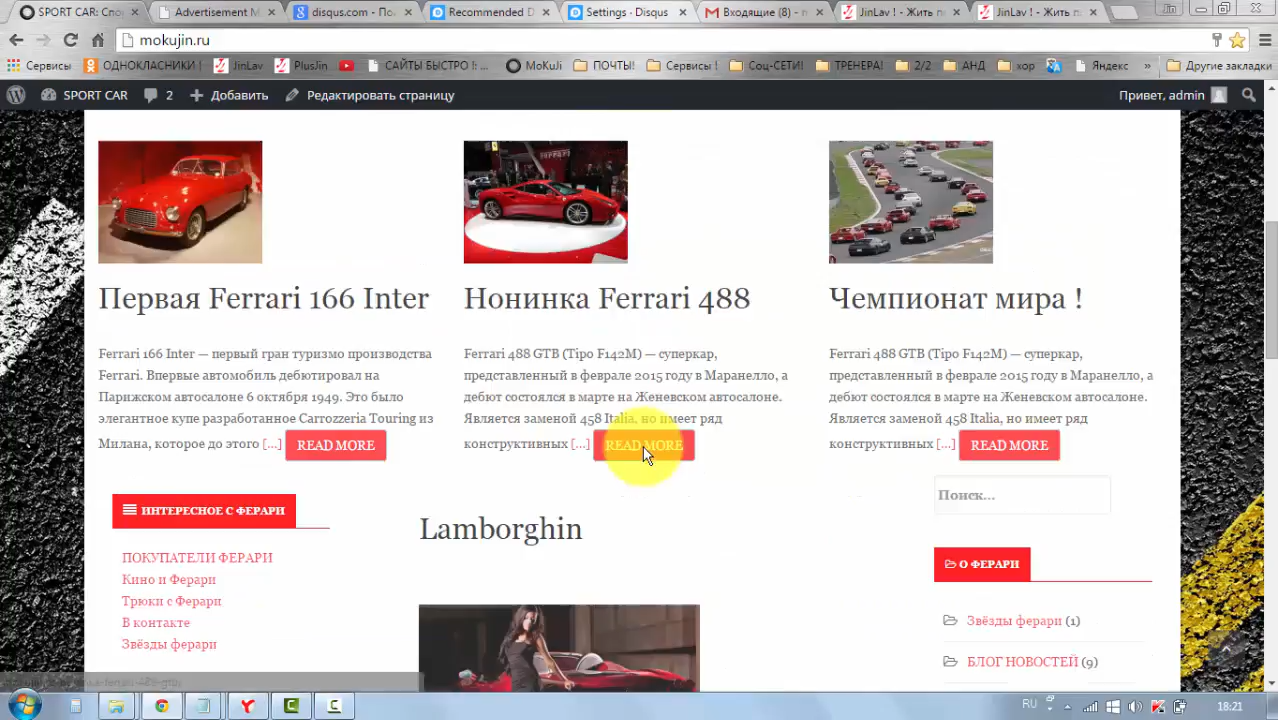 SPORT CAR: Спос
Advertisement M
disqus.com - По
Recommended D
Settings · Disqus
Входящие (8) - m
JinLav ! - Жить п
JinLav ! - Жить п
Jin
mokujin.ru
Сервисы
ОДНОКЛАСНИКИ
JinLav
PlusJin
САЙТЫ БЫСТРО !: ...
MoKuJi
ПОЧТЫ!
Сервисы !
Соц-СЕТИ!
ТРЕНЕРА!
2/2
АНД
хор
Яндекс
»
Другие закладки
SPORT CAR
2
Добавить
Редактировать страницу
Привет, admin
Первая Ferrari 166 Inter
Ferrari 166 Inter — первый гран туризмо производства
Ferrari. Впервые автомобиль дебютировал на
Парижском автосалоне 6 октября 1949. Это было
элегантное купе разработанное Carrozzeria Touring из
Милана, которое до этого [...] READ MORE
Нонинка Ferrari 488
Ferrari 488 GTB (Tipo F142M) — суперкар,
представленный в феврале 2015 году в Маранелло, а
дебют состоялся в марте на Женевском автосалоне.
Является заменой 458 Italia, но имеет ряд
конструктивных [...] READ MORE
Чемпионат мира !
Ferrari 488 GTB (Tipo F142M) — суперкар,
представленный в феврале 2015 году в Маранелло, а
дебют состоялся в марте на Женевском автосалоне.
Является заменой 458 Italia, но имеет ряд
конструктивных [...] READ MORE
ИНТЕРЕСНОЕ С ФЕРАРИ
ПОКУПАТЕЛИ ФЕРАРИ
Кино и Ферари
Трюки с Ферари
В контакте
Звёзды ферари
Lamborghin
Поиск...
О ФЕРАРИ
Звёзды ферари (1)
БЛОГ НОВОСТЕЙ (9)
RU
18:21